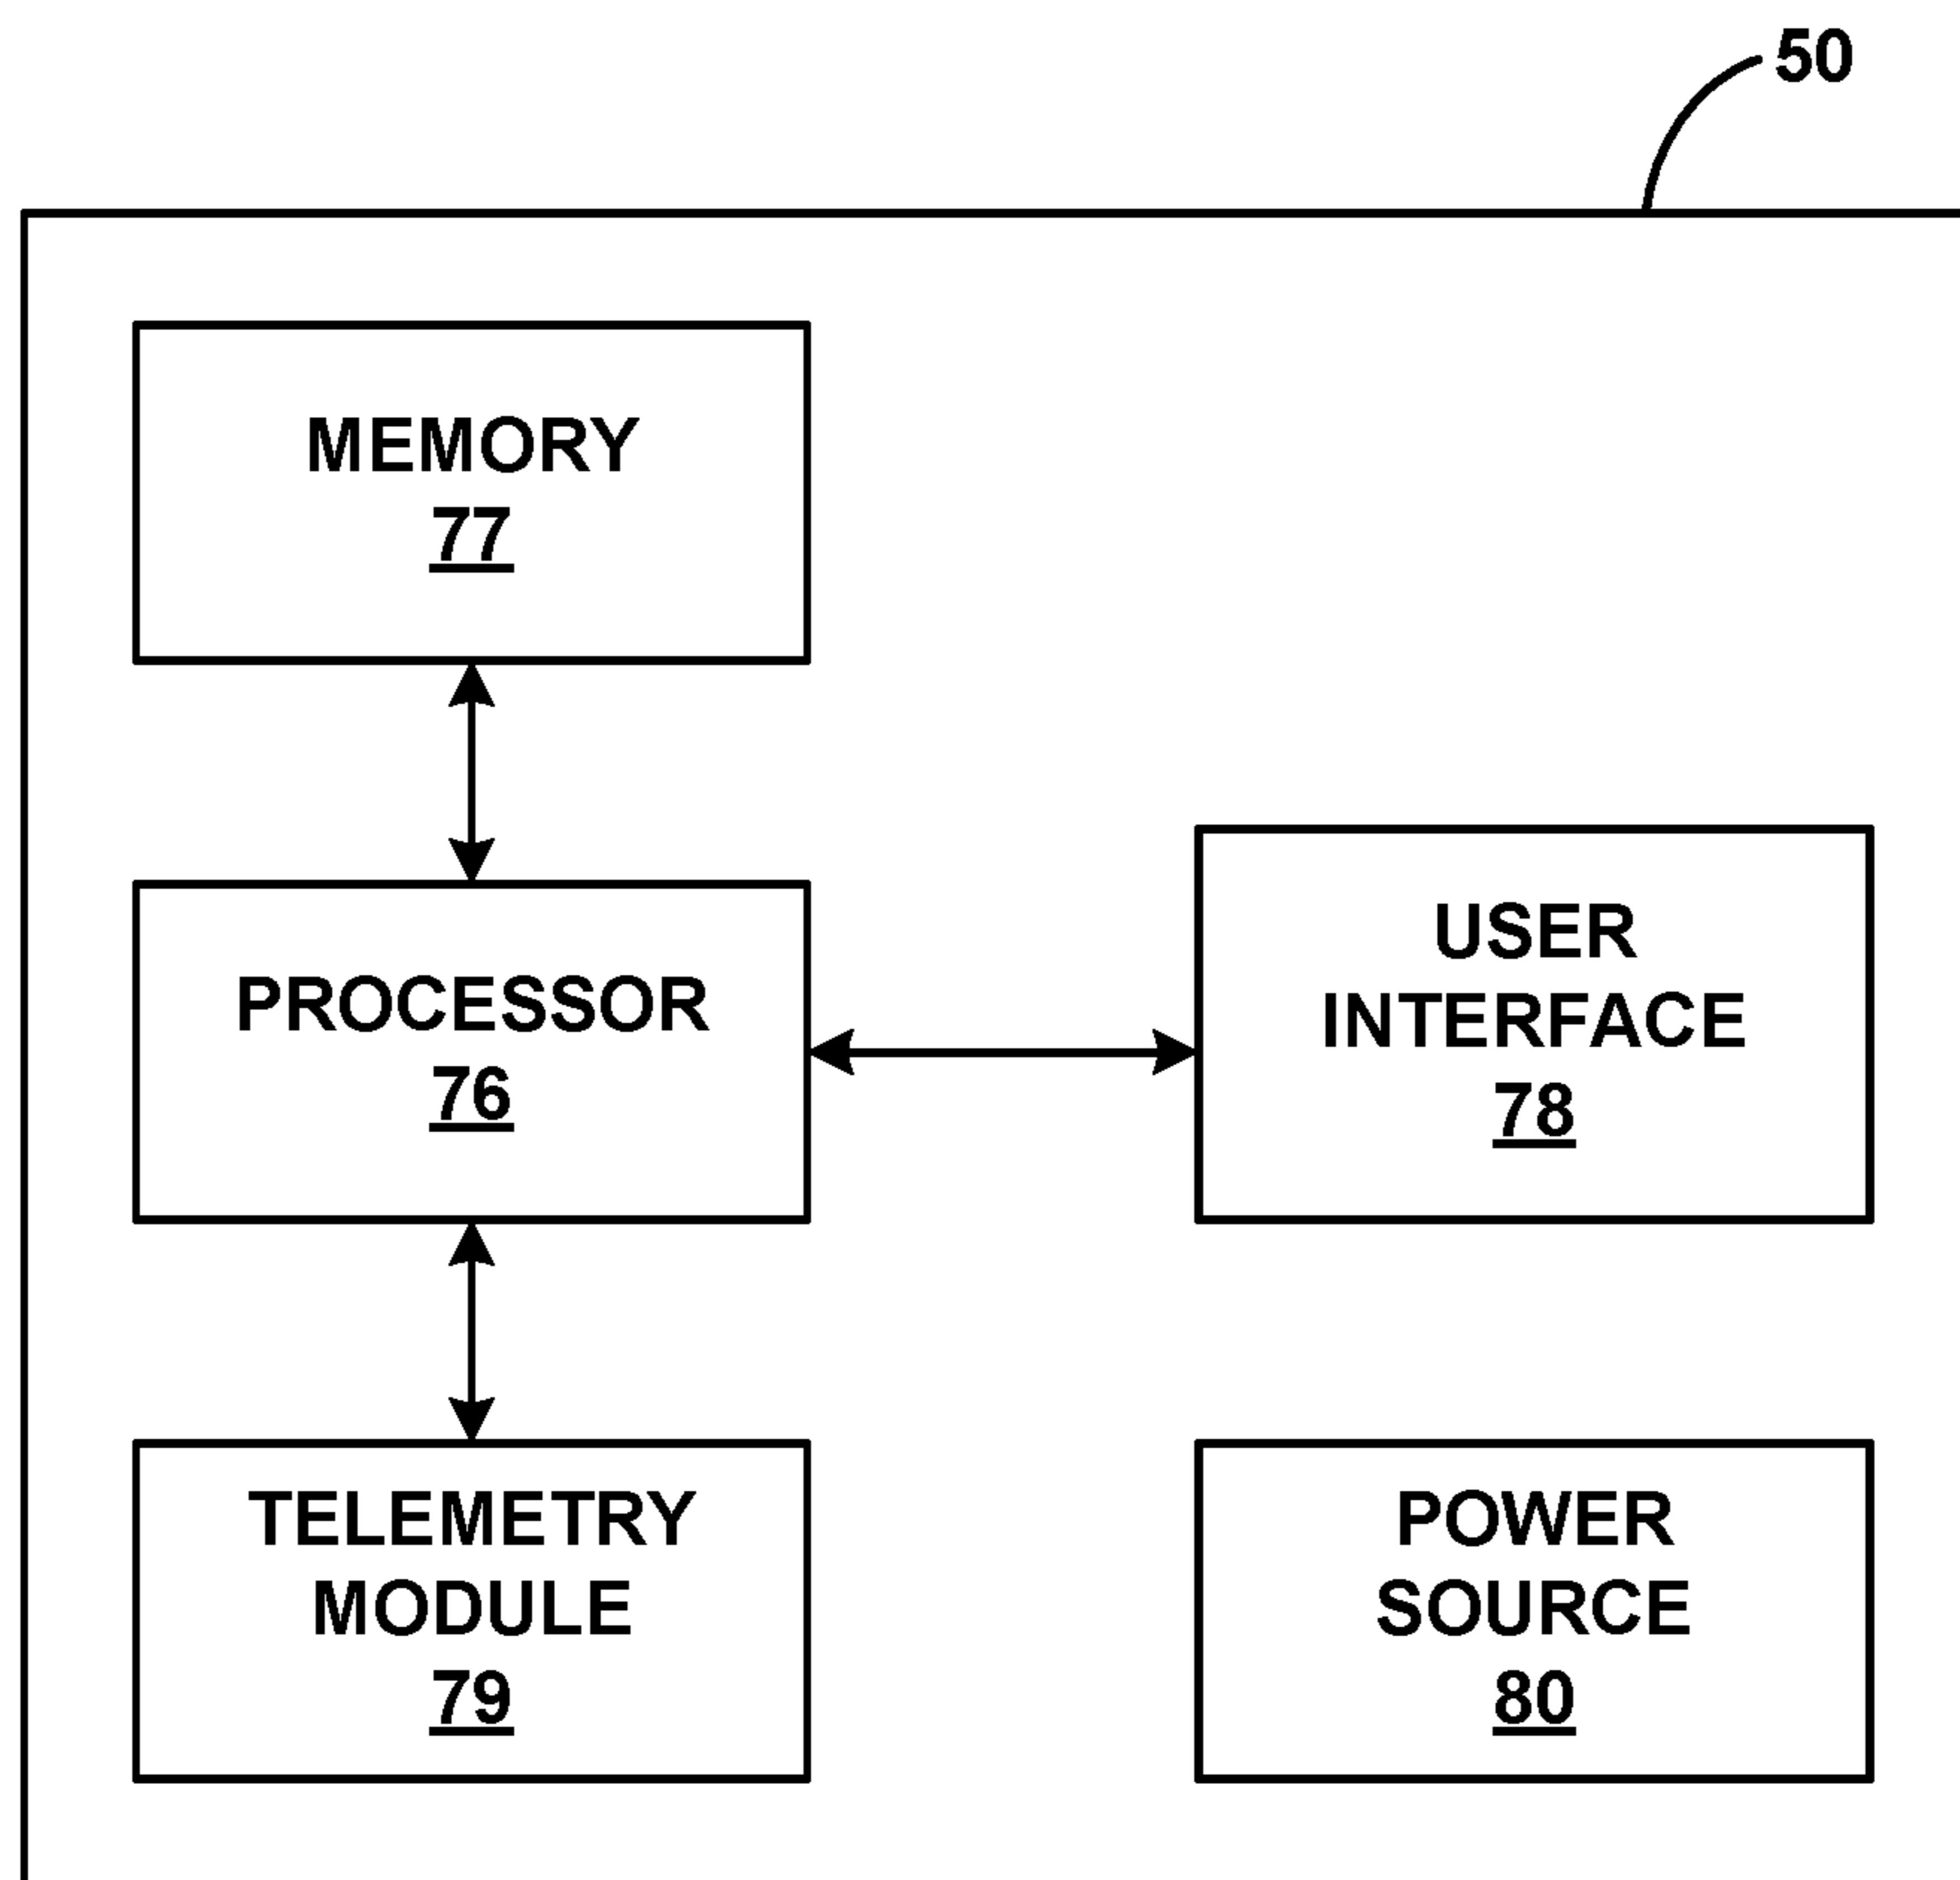 50
MEMORY
77
PROCESSOR
76
USER
INTERFACE
78
TELEMETRY
MODULE
79
POWER
SOURCE
80